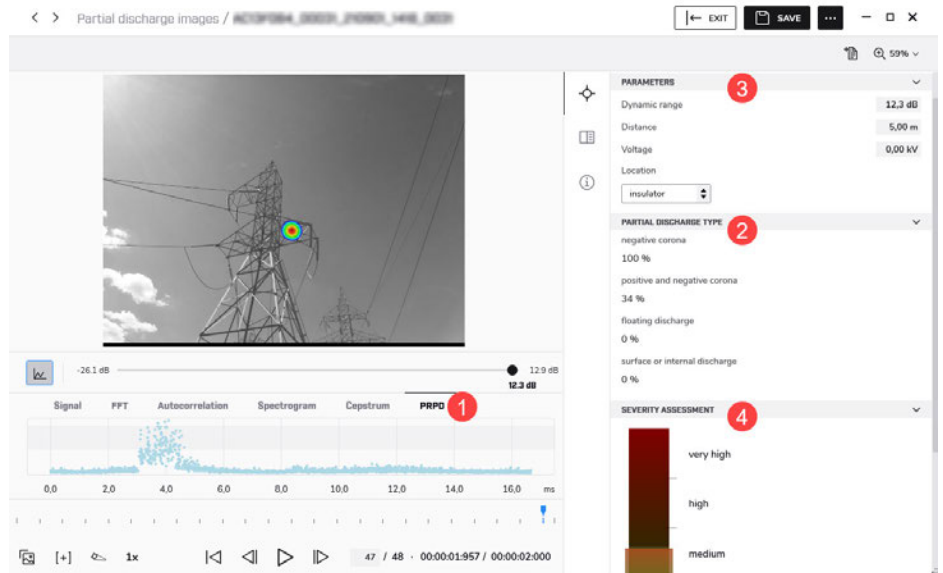 Partial discharge images /
EXIT
SAVE
59%
PARAMETERS
3
Dynamic range
12,3 dB
Distance
5,00 m
Voltage
0,00 kV
Location
insulator
PARTIAL DISCHARGE TYPE
2
negative corona
100 %
positive and negative corona
34 %
floating discharge
0 %
surface or internal discharge
0 %
SEVERITY ASSESSMENT
4
very high
high
medium
-26.1 dB
12.9 dB
12.3 dB
Signal FFT Autocorrelation Spectrogram Cepstrum PRPD 1
0,0 2,0 4,0 6,0 8,0 10,0 12,0 14,0 16,0 ms
[+] 1x 47 / 48 · 00:00:01:957 / 00:00:02:000